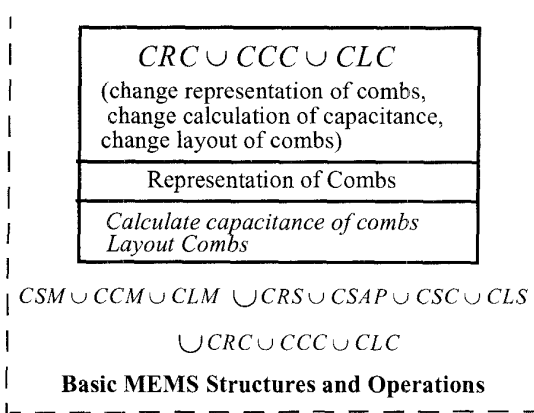 CRC ∪ CCC ∪ CLC
(change representation of combs,
change calculation of capacitance,
change layout of combs)
Representation of Combs
Calculate capacitance of combs
Layout Combs
CSM ∪ CCM ∪ CLM ∪ CRS ∪ CSAP ∪ CSC ∪ CLS
∪ CRC ∪ CCC ∪ CLC
Basic MEMS Structures and Operations